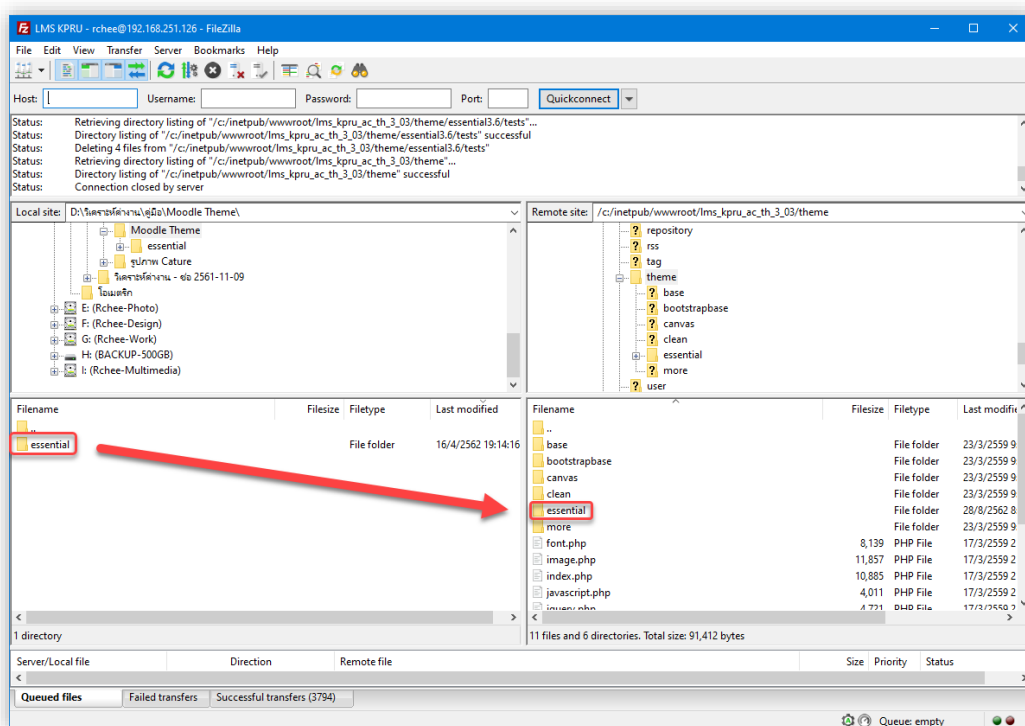 LMS KPRU - rchee@192.168.251.126 - FileZilla
File Edit View Transfer Server Bookmarks Help
Host: Username: Password: Port: Quickconnect
Status: Retrieving directory listing of "/c:/inetpub/wwwroot/lms_kpru_ac_th_3_03/theme/essential3.6/tests"...
Status: Directory listing of "/c:/inetpub/wwwroot/lms_kpru_ac_th_3_03/theme/essential3.6/tests" successful
Status: Deleting 4 files from "/c:/inetpub/wwwroot/lms_kpru_ac_th_3_03/theme/essential3.6/tests"
Status: Retrieving directory listing of "/c:/inetpub/wwwroot/lms_kpru_ac_th_3_03/theme"...
Status: Directory listing of "/c:/inetpub/wwwroot/lms_kpru_ac_th_3_03/theme" successful
Status: Connection closed by server
Local site: D:\วิเคราะห์ค่างาน\คู่มือ\Moodle Theme\
Moodle Theme
essential
รูปภาพ Cature
วิเคราะห์ค่างาน - ซ่อ 2561-11-09
โอเมตริก
E: (Rchee-Photo)
F: (Rchee-Design)
G: (Rchee-Work)
H: (BACKUP-500GB)
I: (Rchee-Multimedia)
Remote site: /c:/inetpub/wwwroot/lms_kpru_ac_th_3_03/theme
repository
rss
tag
theme
base
bootstrapbase
canvas
clean
essential
more
user
Filename Filesize Filetype Last modified
..
essential File folder 16/4/2562 19:14:16
1 directory
Filename Filesize Filetype Last modifie
..
base File folder 23/3/2559 9:
bootstrapbase File folder 23/3/2559 9:
canvas File folder 23/3/2559 9:
clean File folder 23/3/2559 9:
essential File folder 28/8/2562 8:
more File folder 23/3/2559 9:
font.php 8,139 PHP File 17/3/2559 2
image.php 11,857 PHP File 17/3/2559 2
index.php 10,885 PHP File 17/3/2559 2
javascript.php 4,011 PHP File 17/3/2559 2
jquery.php 4,721 PHP File 17/3/2559 2
11 files and 6 directories. Total size: 91,412 bytes
Server/Local file Direction Remote file Size Priority Status
Queued files Failed transfers Successful transfers (3794)
Queue: empty